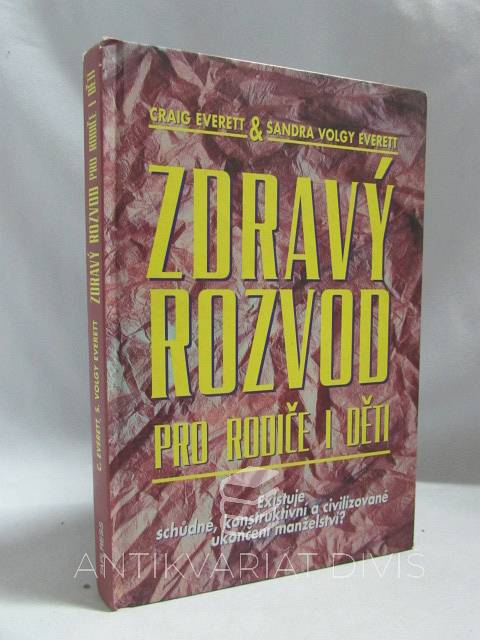 CRAIG EVERETT & SANDRA VOLGY EVERETT
ZDRAVÝ
ROZVOD
PRO RODIČE I DĚTI
Existuje
schůdné, konstruktivní a civilizované
ukončení manželství?
C. EVERETT, S. VOLGY EVERETT ZDRAVÝ ROZVOD PRO RODIČE I DĚTI
ANTIKVARIÁT DIVIŠ